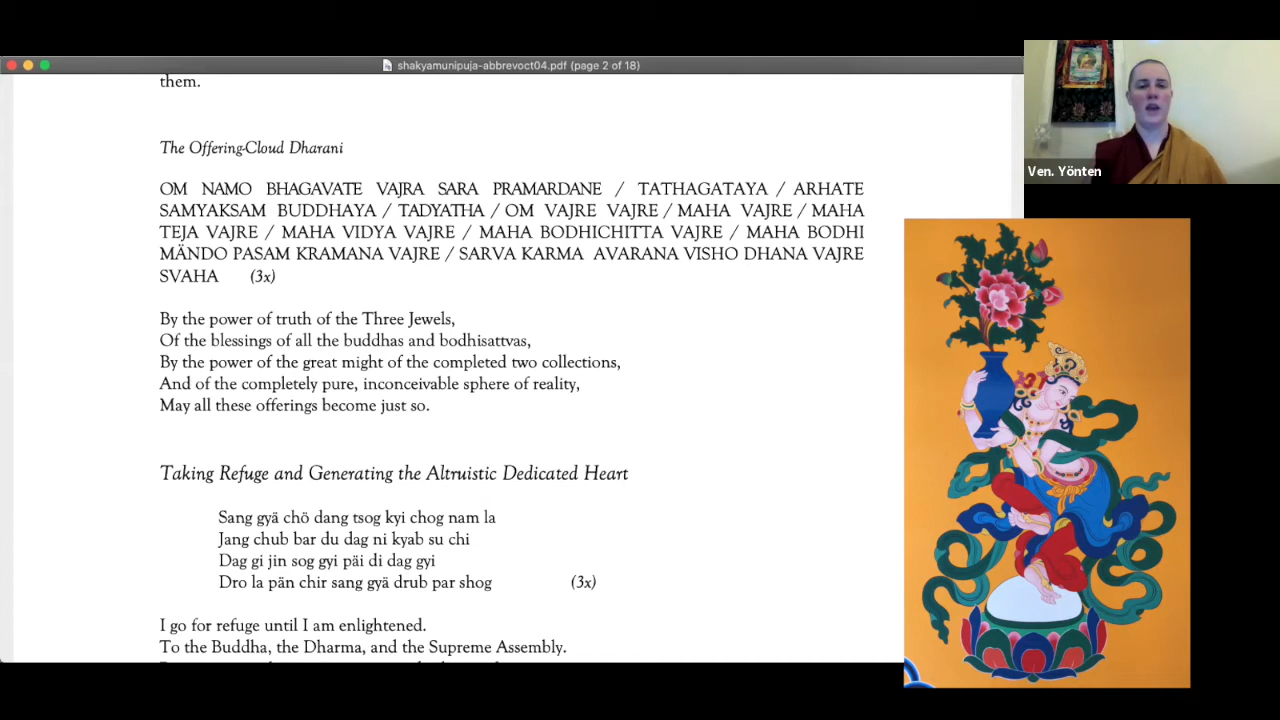 shakyamunipuja-abbrevoct04.pdf (page 2 of 18)
them.
The Offering-Cloud Dharani
OM NAMO BHAGAVATE VAJRA SARA PRAMARDANE / TATHAGATAYA / ARHATE
SAMYAKSAM BUDDHAYA / TADYATHA / OM VAJRE VAJRE / MAHA VAJRE / MAHA
TEJA VAJRE / MAHA VIDYA VAJRE / MAHA BODHICHITTA VAJRE / MAHA BODHI
MÄNDO PASAM KRAMANA VAJRE / SARVA KARMA AVARANA VISHO DHANA VAJRE
SVAHA (3x)
By the power of truth of the Three Jewels,
Of the blessings of all the buddhas and bodhisattvas,
By the power of the great might of the completed two collections,
And of the completely pure, inconceivable sphere of reality,
May all these offerings become just so.
Taking Refuge and Generating the Altruistic Dedicated Heart
Sang gyä chö dang tsog kyi chog nam la
Jang chub bar du dag ni kyab su chi
Dag gi jin sog gyi päi di dag gyi
Dro la pän chir sang gyä drub par shog (3x)
I go for refuge until I am enlightened.
To the Buddha, the Dharma, and the Supreme Assembly.
Ven. Yönten